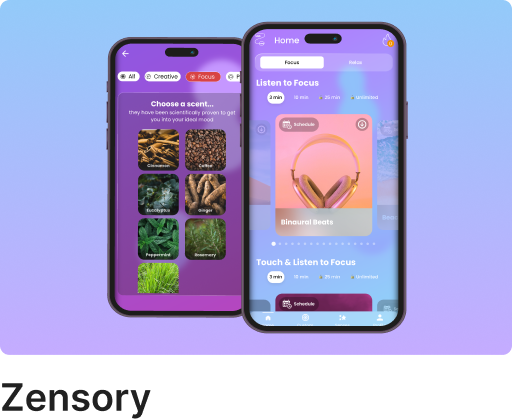 All
Creative
Focus
P
Choose a scent...
they have been scientifically proven to get
you into your ideal mood
Cinnamon
Coffee
Eucalyptus
Ginger
Peppermint
Rosemary
Home
Focus
Relax
Listen to Focus
3 min
10 min
25 min
Unlimited
Schedule
Binaural Beats
Touch & Listen to Focus
3 min
10 min
25 min
Unlimited
Schedule
Zensory